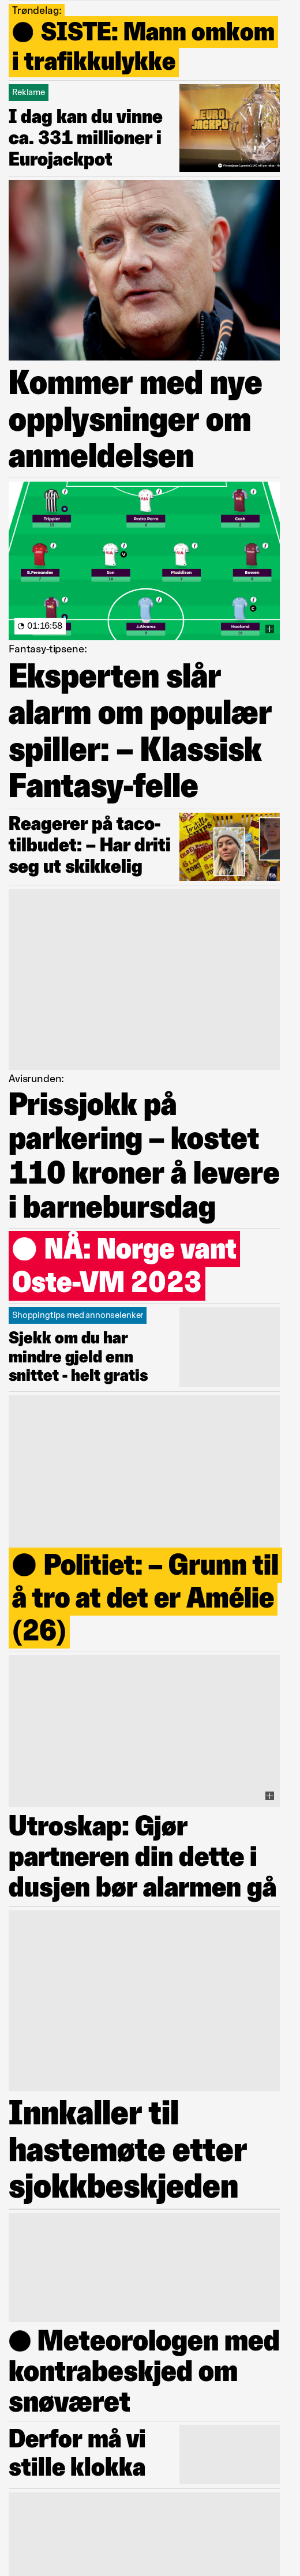 Trøndelag:
● SISTE: Mann omkom
i trafikkulykke
Reklame
I dag kan du vinne
ca. 331 millioner i
Eurojackpot
EURO
JACKPOT
Kommer med nye
opplysninger om
anmeldelsen
Trippier
Pedro Porro
Cash
B.Fernandes
Son
Maddison
Bowen
J.Alvarez
Haaland
01:16:58
Fantasy-tipsene:
Eksperten slår
alarm om populær
spiller: – Klassisk
Fantasy-felle
Reagerer på taco-
tilbudet: – Har driti
seg ut skikkelig
Avisrunden:
Prissjokk på
parkering – kostet
110 kroner å levere
i barnebursdag
● NÅ: Norge vant
Oste-VM 2023
Shoppingtips med annonselenker
Sjekk om du har
mindre gjeld enn
snittet - helt gratis
● Politiet: – Grunn til
å tro at det er Amélie
(26)
Utroskap: Gjør
partneren din dette i
dusjen bør alarmen gå
Innkaller til
hastemøte etter
sjokkbeskjeden
● Meteorologen med
kontrabeskjed om
snøværet
Derfor må vi
stille klokka